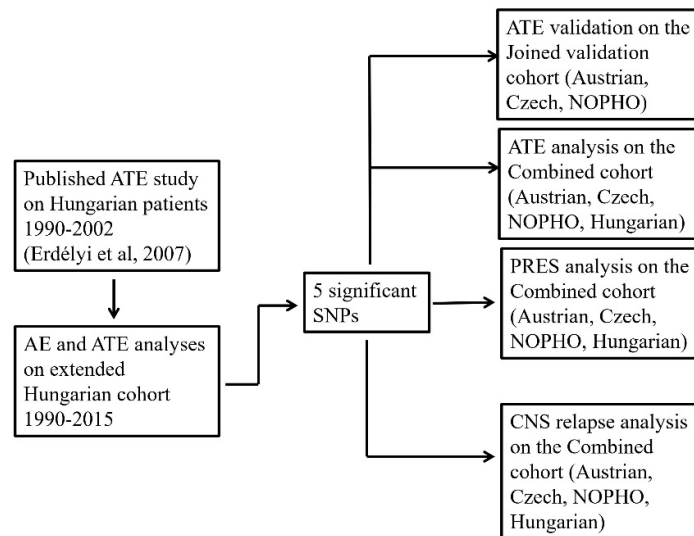 Published ATE study
on Hungarian patients
1990-2002
(Erdélyi et al, 2007)
AE and ATE analyses
on extended
Hungarian cohort
1990-2015
5 significant
SNPs
ATE validation on the
Joined validation
cohort (Austrian,
Czech, NOPHO)
ATE analysis on the
Combined cohort
(Austrian, Czech,
NOPHO, Hungarian)
PRES analysis on the
Combined cohort
(Austrian, Czech,
NOPHO, Hungarian)
CNS relapse analysis
on the Combined
cohort (Austrian,
Czech, NOPHO,
Hungarian)